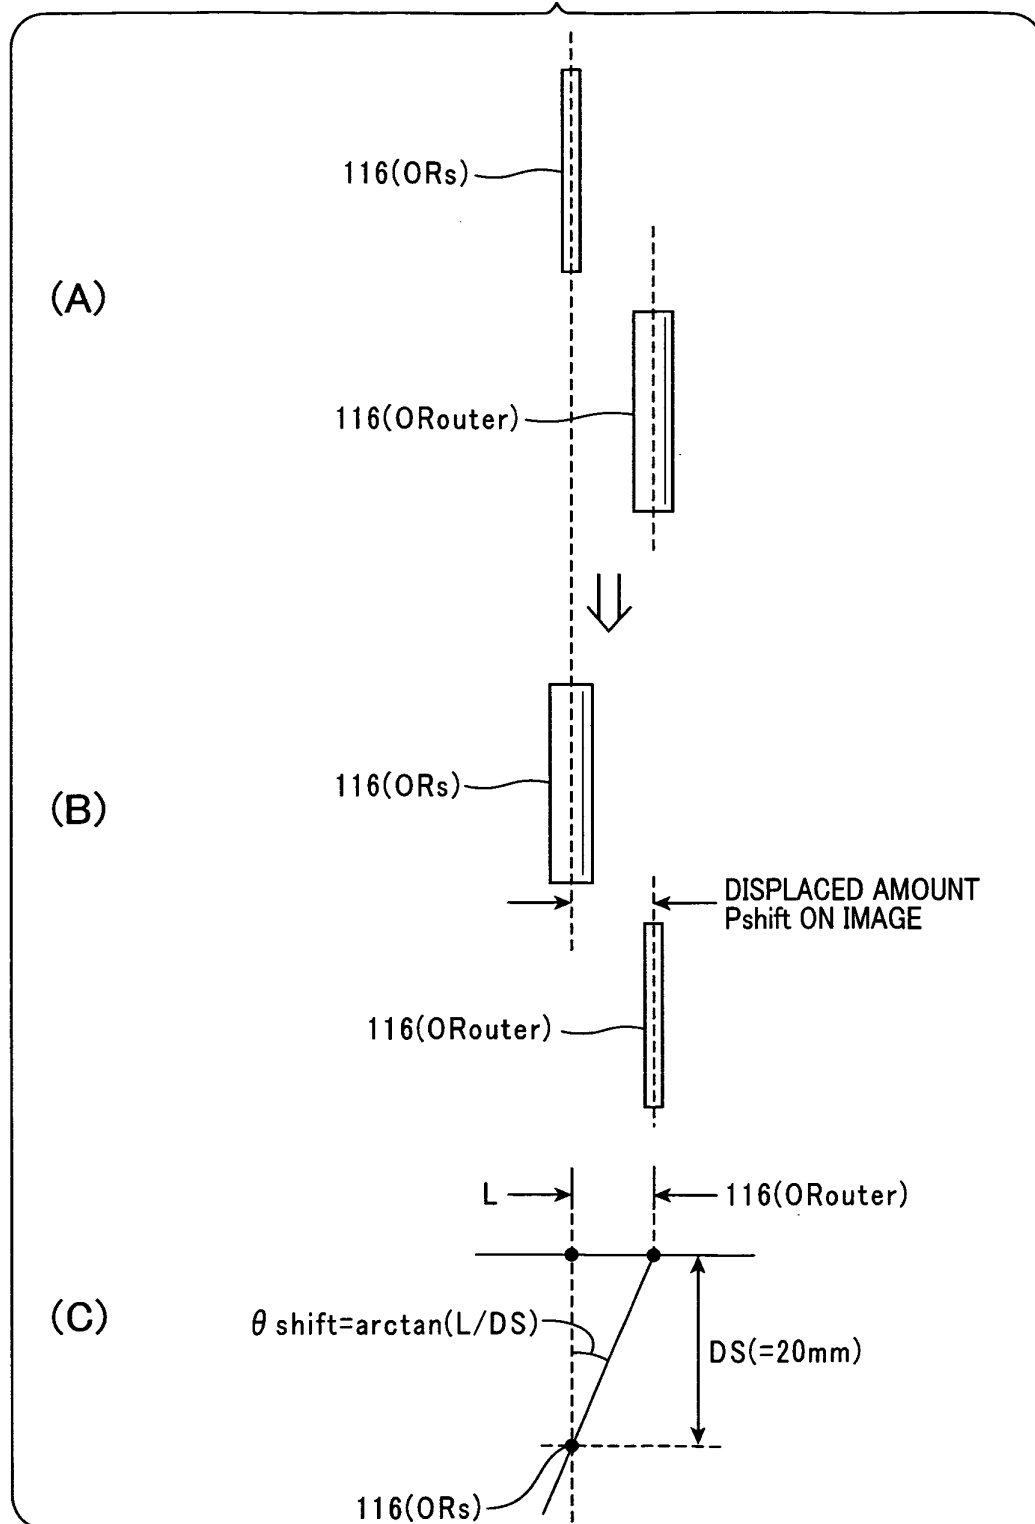 116(ORs)
(A)
116(ORouter)
116(ORs)
(B)
DISPLACED AMOUNT
Pshift ON IMAGE
116(ORouter)
L
116(ORouter)
(C)
θ shift=arctan(L/DS)
DS(=20mm)
116(ORs)